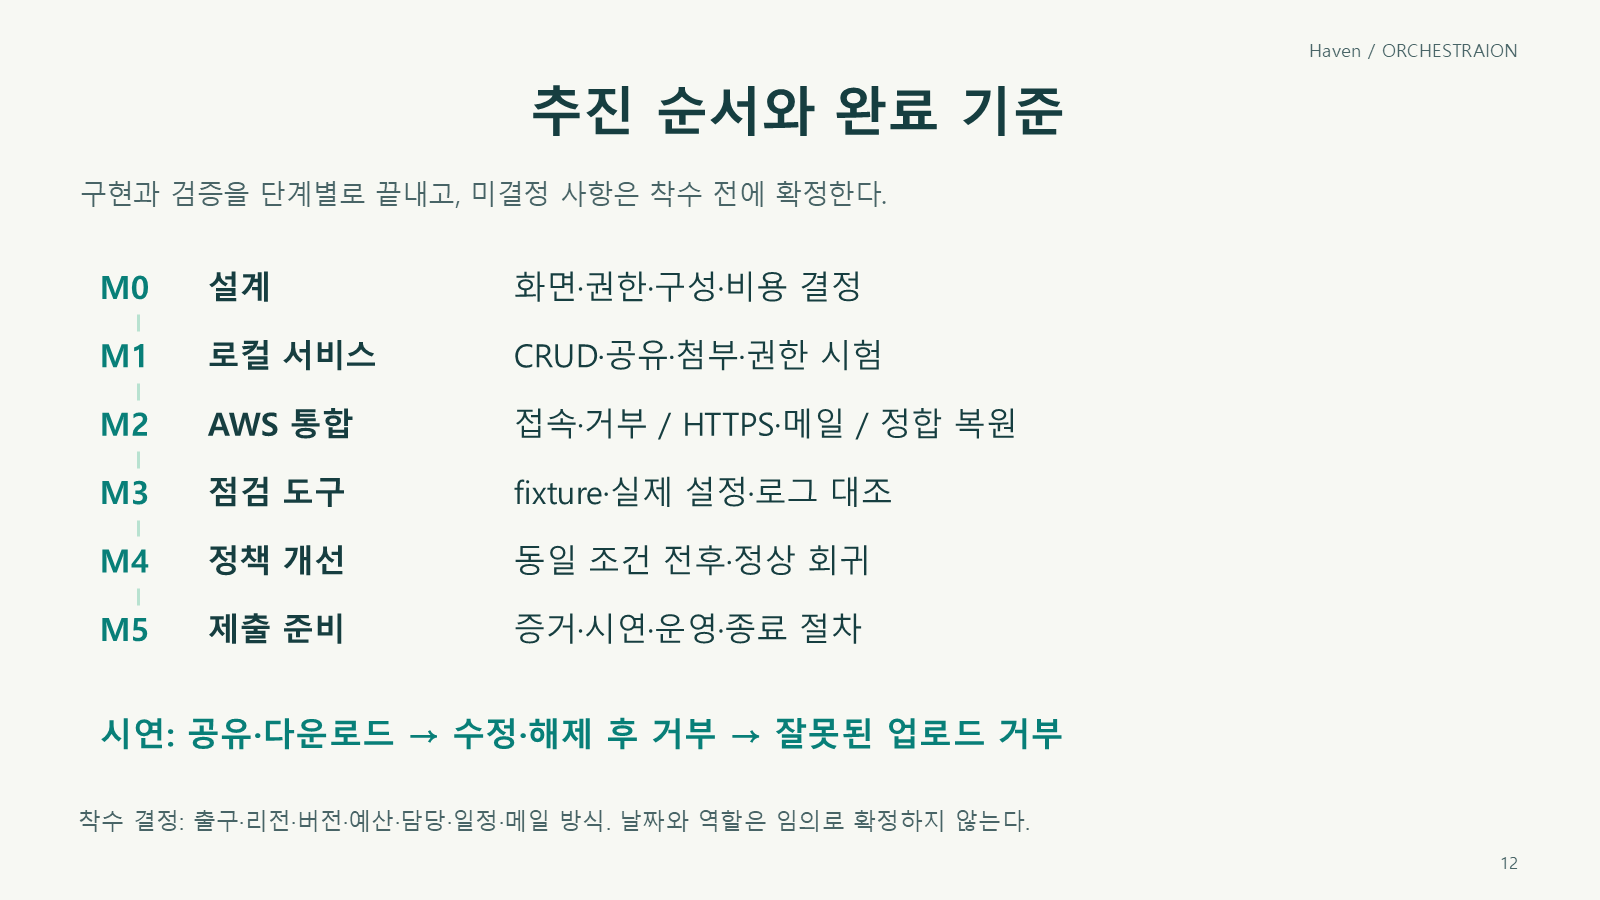 Haven / ORCHESTRAION
추진 순서와 완료 기준
구현과 검증을 단계별로 끝내고, 미결정 사항은 착수 전에 확정한다.
M0 설계 화면·권한·구성·비용 결정
M1 로컬 서비스 CRUD·공유·첨부·권한 시험
M2 AWS 통합 접속·거부 / HTTPS·메일 / 정합 복원
M3 점검 도구 fixture·실제 설정·로그 대조
M4 정책 개선 동일 조건 전후·정상 회귀
M5 제출 준비 증거·시연·운영·종료 절차
시연: 공유·다운로드 → 수정·해제 후 거부 → 잘못된 업로드 거부
착수 결정: 출구·리전·버전·예산·담당·일정·메일 방식. 날짜와 역할은 임의로 확정하지 않는다.
12